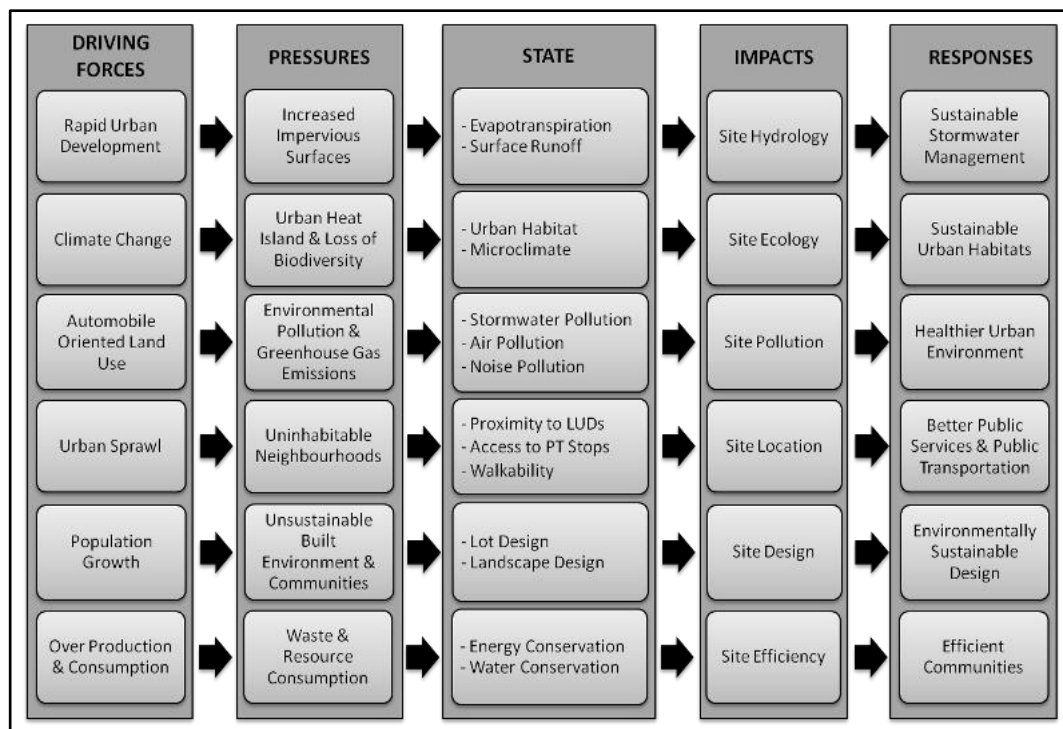 DRIVING
FORCES
PRESSURES
STATE
IMPACTS
RESPONSES
Rapid Urban
Development
Increased
Impervious
Surfaces
- Evapotranspiration
- Surface Runoff
Site Hydrology
Sustainable
Stormwater
Management
Climate Change
Urban Heat
Island & Loss of
Biodiversity
- Urban Habitat
- Microclimate
Site Ecology
Sustainable
Urban Habitats
Automobile
Oriented Land
Use
Environmental
Pollution &
Greenhouse Gas
Emissions
- Stormwater Pollution
- Air Pollution
- Noise Pollution
Site Pollution
Healthier Urban
Environment
Urban Sprawl
Uninhabitable
Neighbourhoods
- Proximity to LUDs
- Access to PT Stops
- Walkability
Site Location
Better Public
Services & Public
Transportation
Population
Growth
Unsustainable
Built
Environment &
Communities
- Lot Design
- Landscape Design
Site Design
Environmentally
Sustainable
Design
Over Production
& Consumption
Waste &
Resource
Consumption
- Energy Conservation
- Water Conservation
Site Efficiency
Efficient
Communities